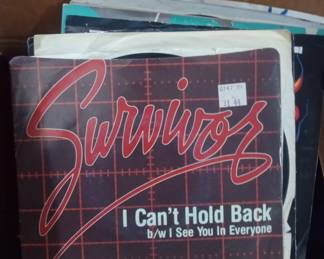 Survivor
I Can't Hold Back
b/w I See You In Everyone